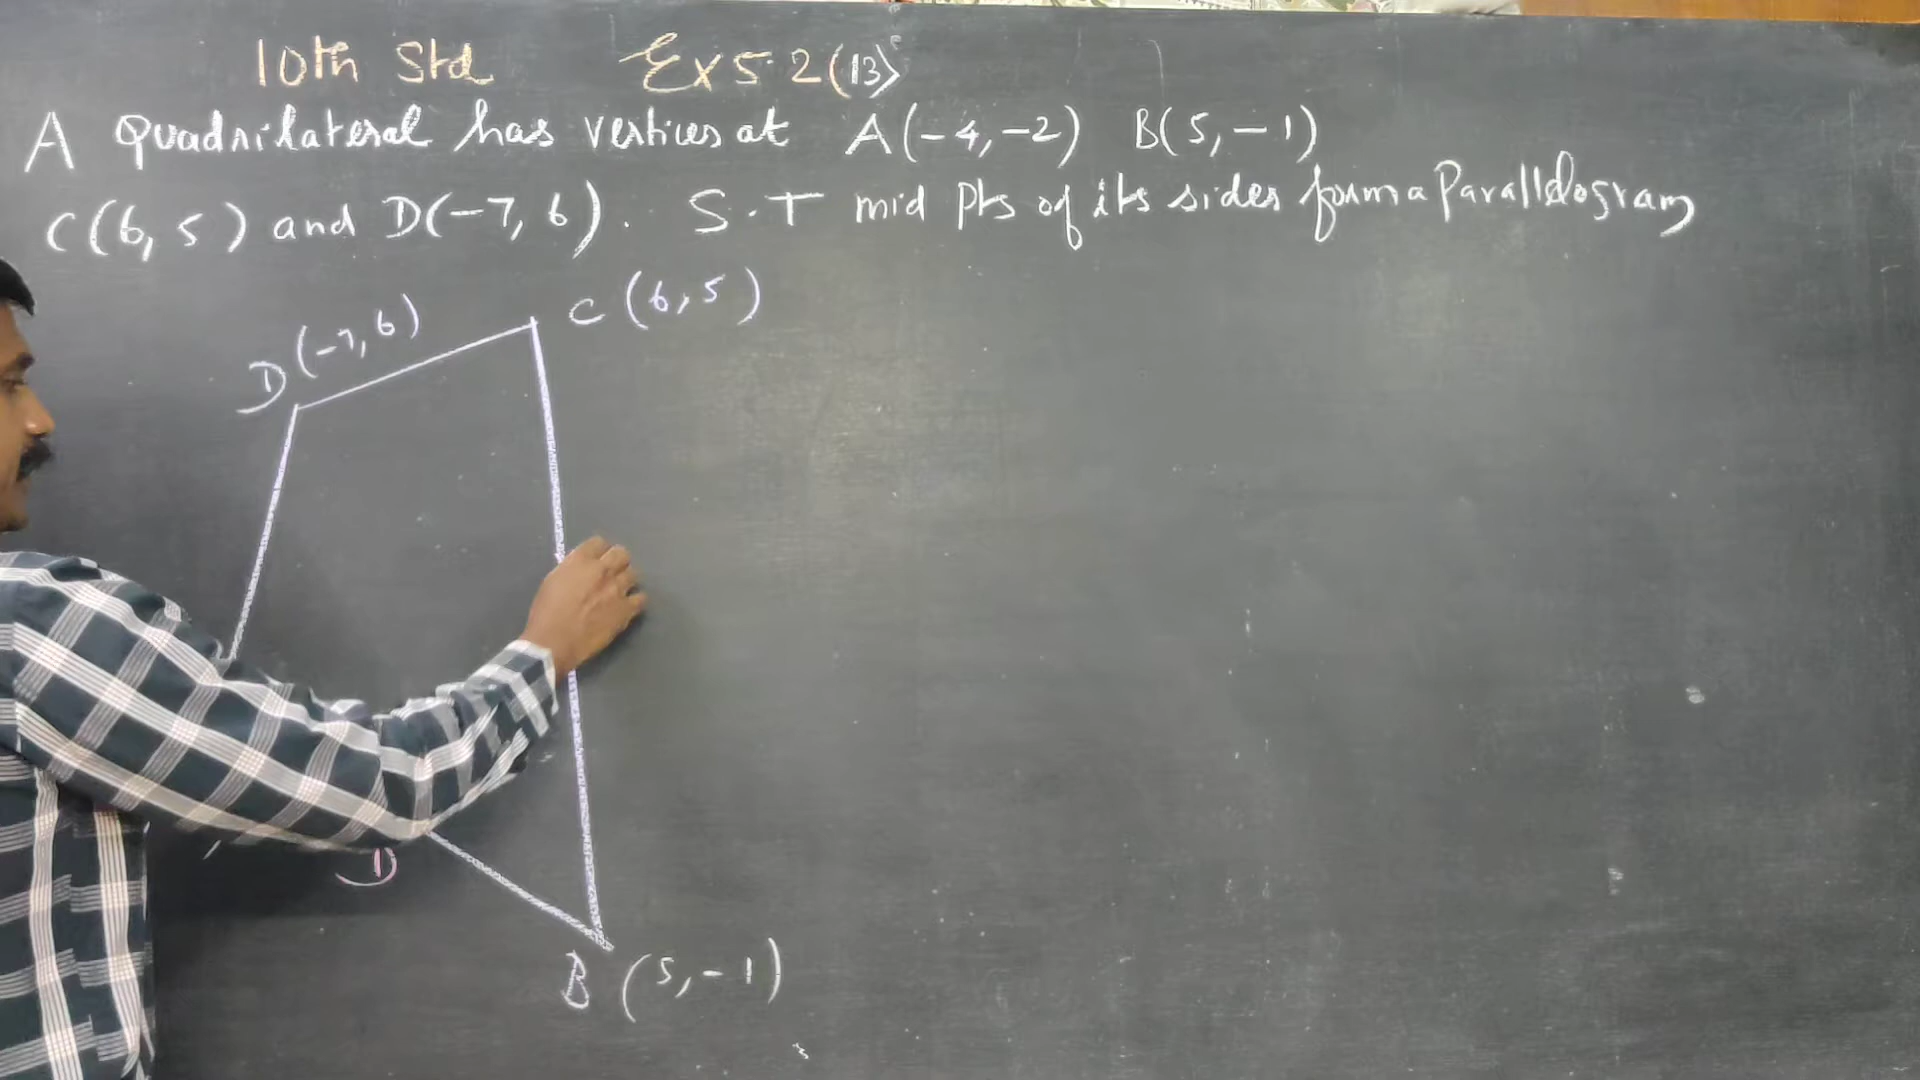 10th Std Ex 5.2 (13)
A Quadrilateral has vertices at A(-4, -2) B(5, -1)
C(6, 5) and D(-7, 6). S.T mid Pts of its sides form a Parallelogram
C (6, 5)
D (-7, 6)
B (5, -1)